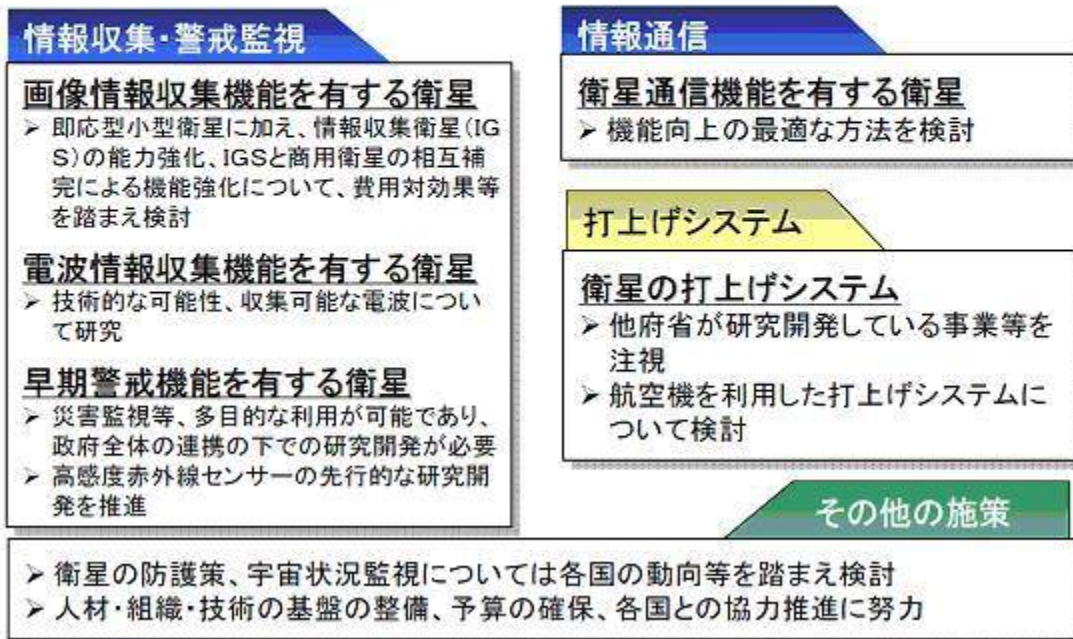 情報収集・警戒監視
画像情報収集機能を有する衛星
➢ 即応型小型衛星に加え、情報収集衛星(IG
S)の能力強化、IGSと商用衛星の相互補
完による機能強化について、費用対効果等
を踏まえ検討
電波情報収集機能を有する衛星
➢ 技術的な可能性、収集可能な電波につい
て研究
早期警戒機能を有する衛星
➢ 災害監視等、多目的な利用が可能であり、
政府全体の連携の下での研究開発が必要
➢ 高感度赤外線センサーの先行的な研究開
発を推進
情報通信
衛星通信機能を有する衛星
➢ 機能向上の最適な方法を検討
打上げシステム
衛星の打上げシステム
➢ 他府省が研究開発している事業等を
注視
➢ 航空機を利用した打上げシステムに
ついて検討
その他の施策
➢ 衛星の防護策、宇宙状況監視については各国の動向等を踏まえ検討
➢ 人材・組織・技術の基盤の整備、予算の確保、各国との協力推進に努力